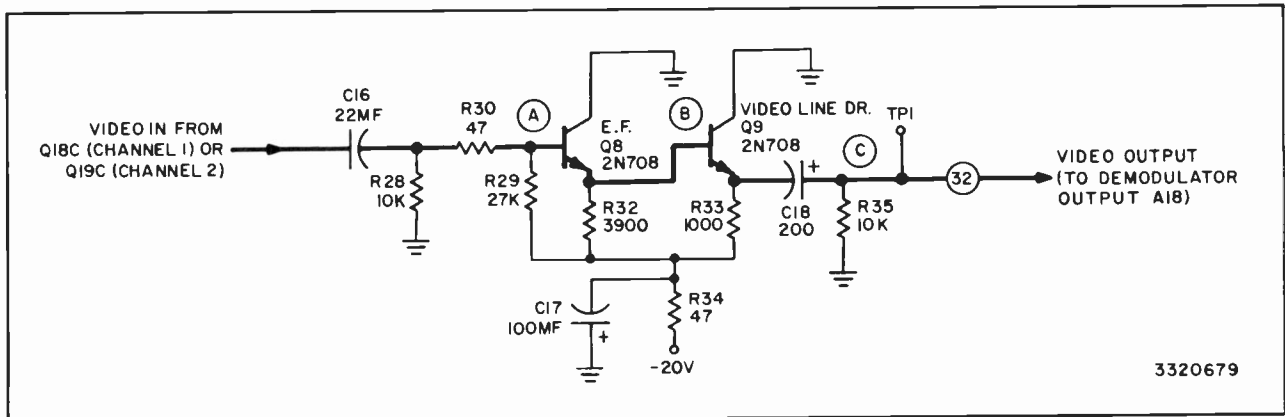 VIDEO IN FROM
Q18C (CHANNEL 1) OR
Q19C (CHANNEL 2)
C16
22MF
R28
10K
R30
47
A
R29
27K
E.F.
Q8
2N708
R32
3900
B
VIDEO LINE DR.
Q9
2N708
R33
1000
C18
200
+
C
TP1
R35
10K
32
VIDEO OUTPUT
(TO DEMODULATOR
OUTPUT A18)
C17
100MF
+
R34
47
-20V
3320679